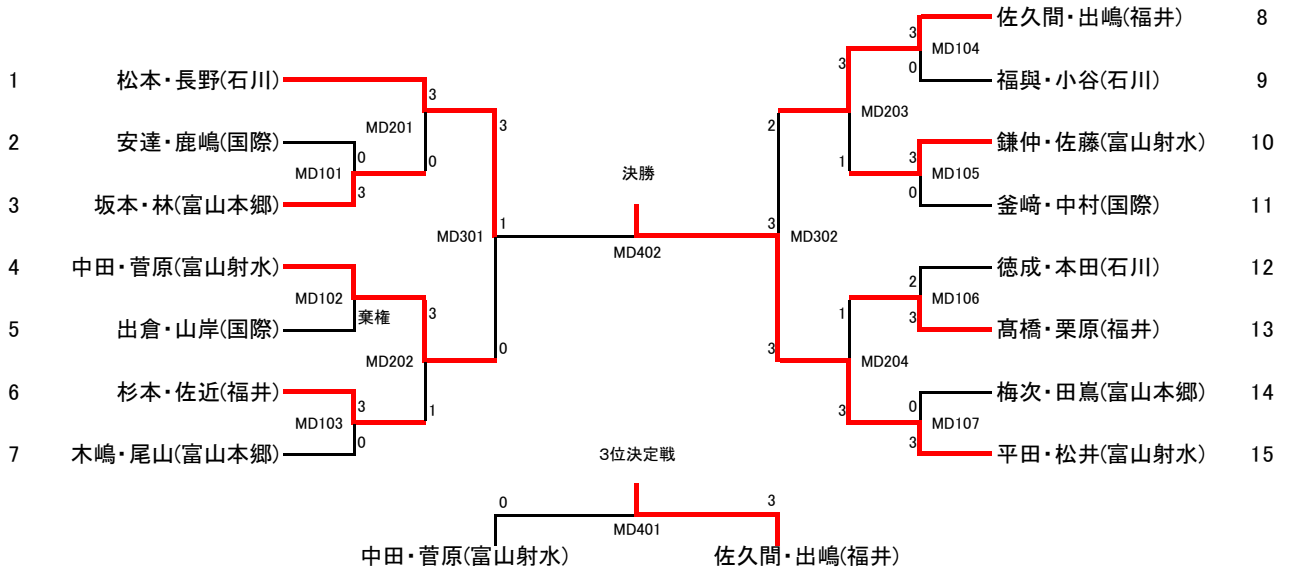 佐久間・出嶋(福井) 8
3
MD104
0
3
1 松本・長野(石川)
福與・小谷(石川) 9
3
MD201
3
2
MD203
2 安達・鹿嶋(国際)
鎌仲・佐藤(富山射水) 10
0
0
1
3
MD101
決勝
MD105
3
0
3 坂本・林(富山本郷)
釜﨑・中村(国際) 11
1
3
MD301
MD302
MD402
4 中田・菅原(富山射水)
徳成・本田(石川) 12
2
MD102
MD106
棄権
3
1
3
5 出倉・山岸(国際)
髙橋・栗原(福井) 13
0
3
MD202
MD204
6 杉本・佐近(福井)
梅次・田嶌(富山本郷) 14
3
1
3
0
MD103
MD107
0
3
7 木嶋・尾山(富山本郷)
3位決定戦
平田・松井(富山射水) 15
0
3
MD401
中田・菅原(富山射水) 佐久間・出嶋(福井)